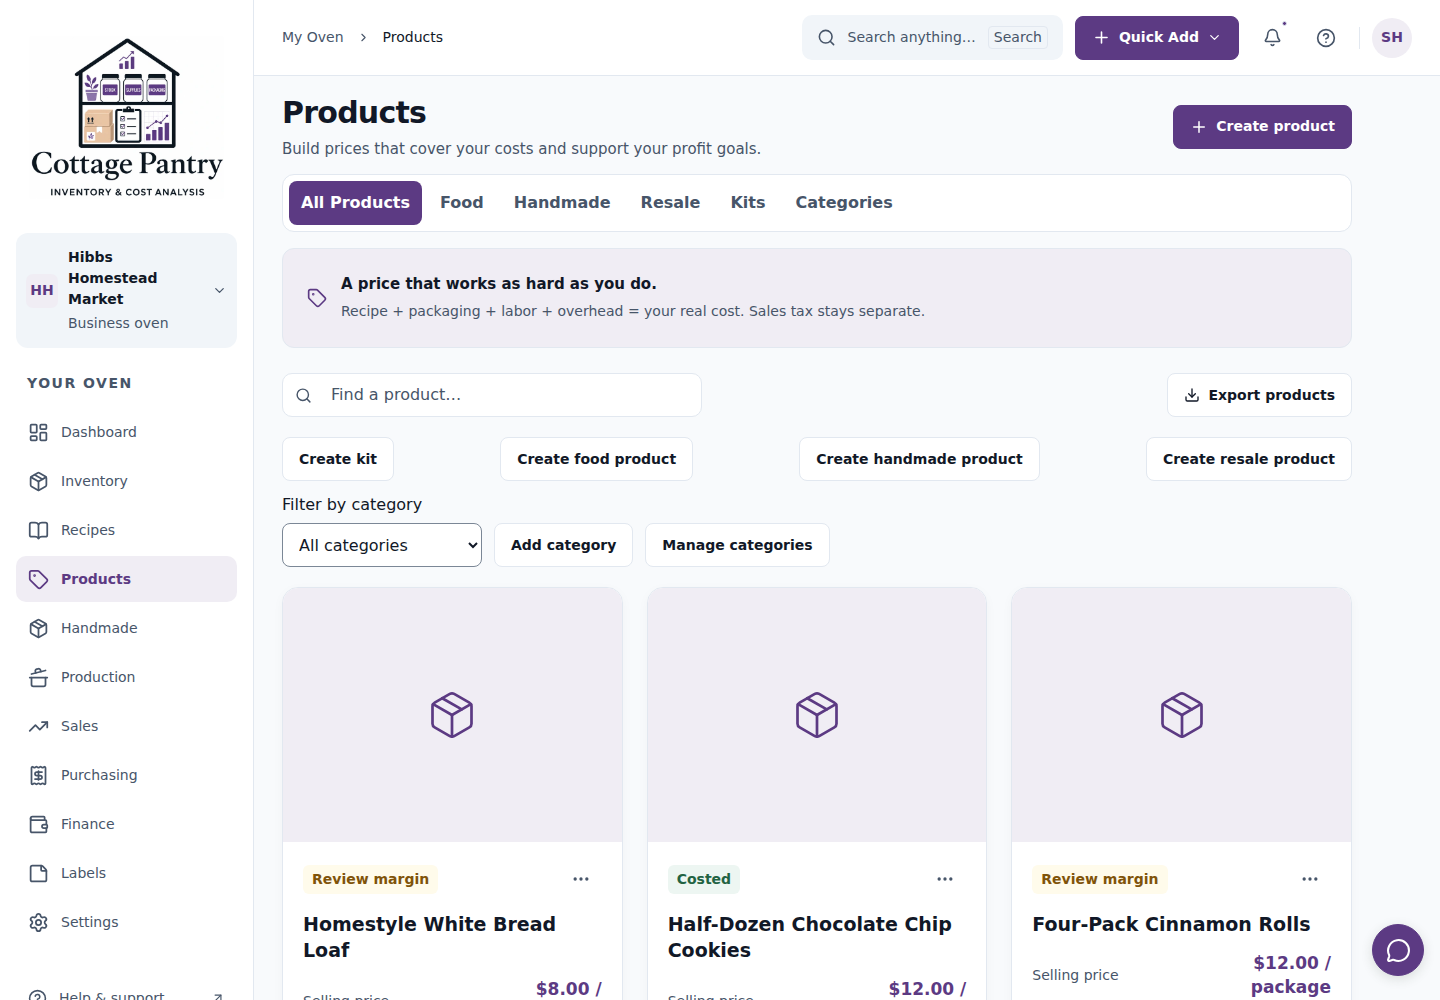 Cottage Pantry
INVENTORY & COST ANALYSIS
HH
Hibbs
Homestead
Market
Business oven
YOUR OVEN
Dashboard
Inventory
Recipes
Products
Handmade
Production
Sales
Purchasing
Finance
Labels
Settings
Help & support
My Oven > Products
Search anything... Search
Quick Add
SH
Products
Build prices that cover your costs and support your profit goals.
Create product
All Products Food Handmade Resale Kits Categories
A price that works as hard as you do.
Recipe + packaging + labor + overhead = your real cost. Sales tax stays separate.
Find a product...
Export products
Create kit Create food product Create handmade product Create resale product
Filter by category
All categories Add category Manage categories
Review margin
Homestyle White Bread
Loaf
Selling price $8.00 /
Costed
Half-Dozen Chocolate Chip
Cookies
Selling price $12.00 /
Review margin
Four-Pack Cinnamon Rolls
Selling price $12.00 /
package